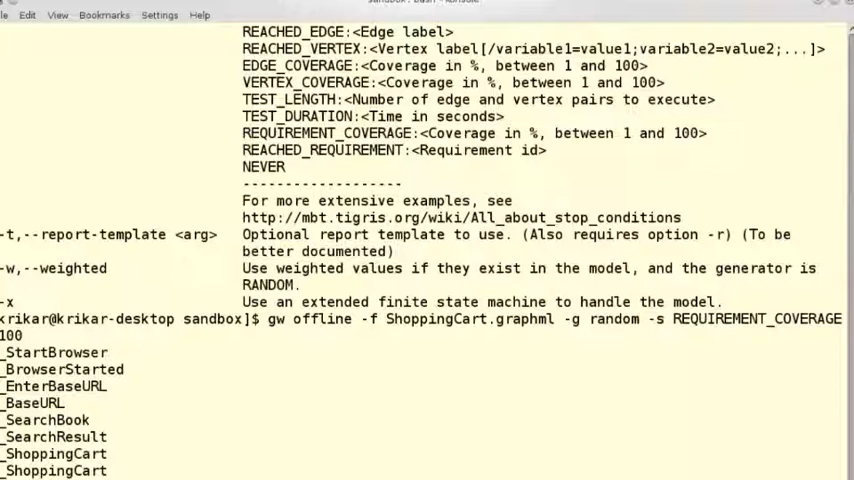 sandbox : bash - Konsole
le Edit View Bookmarks Settings Help
REACHED_EDGE:<Edge label>
REACHED_VERTEX:<Vertex label[/variable1=value1;variable2=value2;...]>
EDGE_COVERAGE:<Coverage in %, between 1 and 100>
VERTEX_COVERAGE:<Coverage in %, between 1 and 100>
TEST_LENGTH:<Number of edge and vertex pairs to execute>
TEST_DURATION:<Time in seconds>
REQUIREMENT_COVERAGE:<Coverage in %, between 1 and 100>
REACHED_REQUIREMENT:<Requirement id>
NEVER
-------------------
For more extensive examples, see
http://mbt.tigris.org/wiki/All_about_stop_conditions
-t,--report-template <arg> Optional report template to use. (Also requires option -r) (To be
better documented)
-w,--weighted Use weighted values if they exist in the model, and the generator is
RANDOM.
-x Use an extended finite state machine to handle the model.
krikar@krikar-desktop sandbox]$ gw offline -f ShoppingCart.graphml -g random -s REQUIREMENT_COVERAGE
100
_StartBrowser
_BrowserStarted
_EnterBaseURL
_BaseURL
_SearchBook
_SearchResult
_ShoppingCart
_ShoppingCart